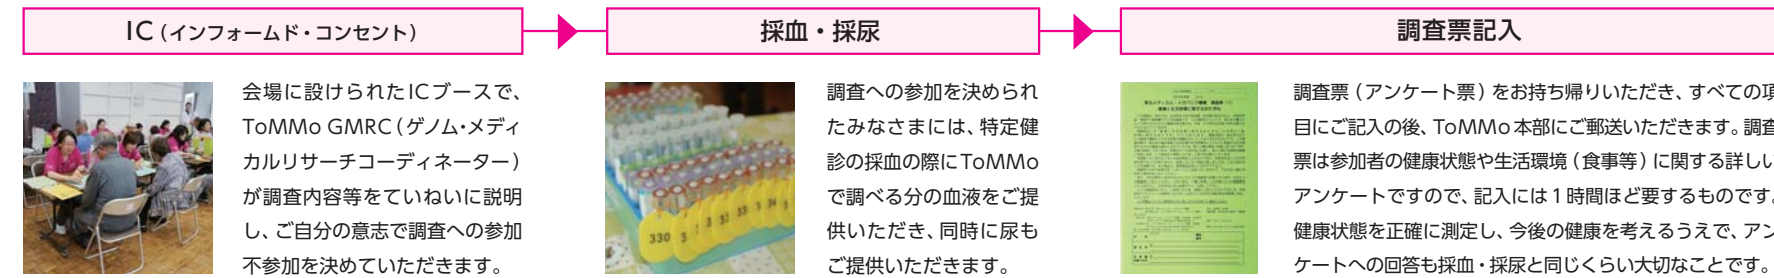 IC（インフォームド・コンセント）
採血・採尿
調査票記入
会場に設けられたICブースで、
ToMMo GMRC（ゲノム・メディ
カルリサーチコーディネーター）
が調査内容等をていねいに説明
し、ご自分の意志で調査への参加
不参加を決めていただきます。
330
調査への参加を決められ
たみなさまには、特定健
診の採血の際にToMMo
で調べる分の血液をご提
供いただき、同時に尿も
ご提供いただきます。
調査票（アンケート票）をお持ち帰りいただき、すべての項
目にご記入の後、ToMMo本部にご郵送いただきます。調査
票は参加者の健康状態や生活環境（食事等）に関する詳しい
アンケートですので、記入には1時間ほど要するものです。
健康状態を正確に測定し、今後の健康を考えるうえで、アン
ケートへの回答も採血・採尿と同じくらい大切なことです。